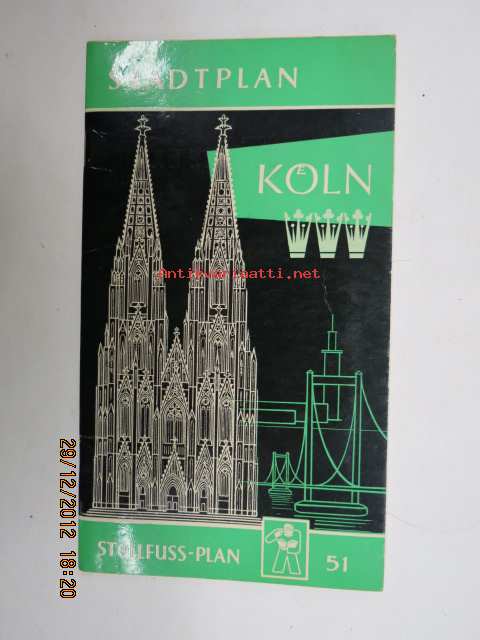 STADTPLAN
KÖLN
Antikvariaatti.net
STOLLFUSS-PLAN 51
29/12/2012 18:20